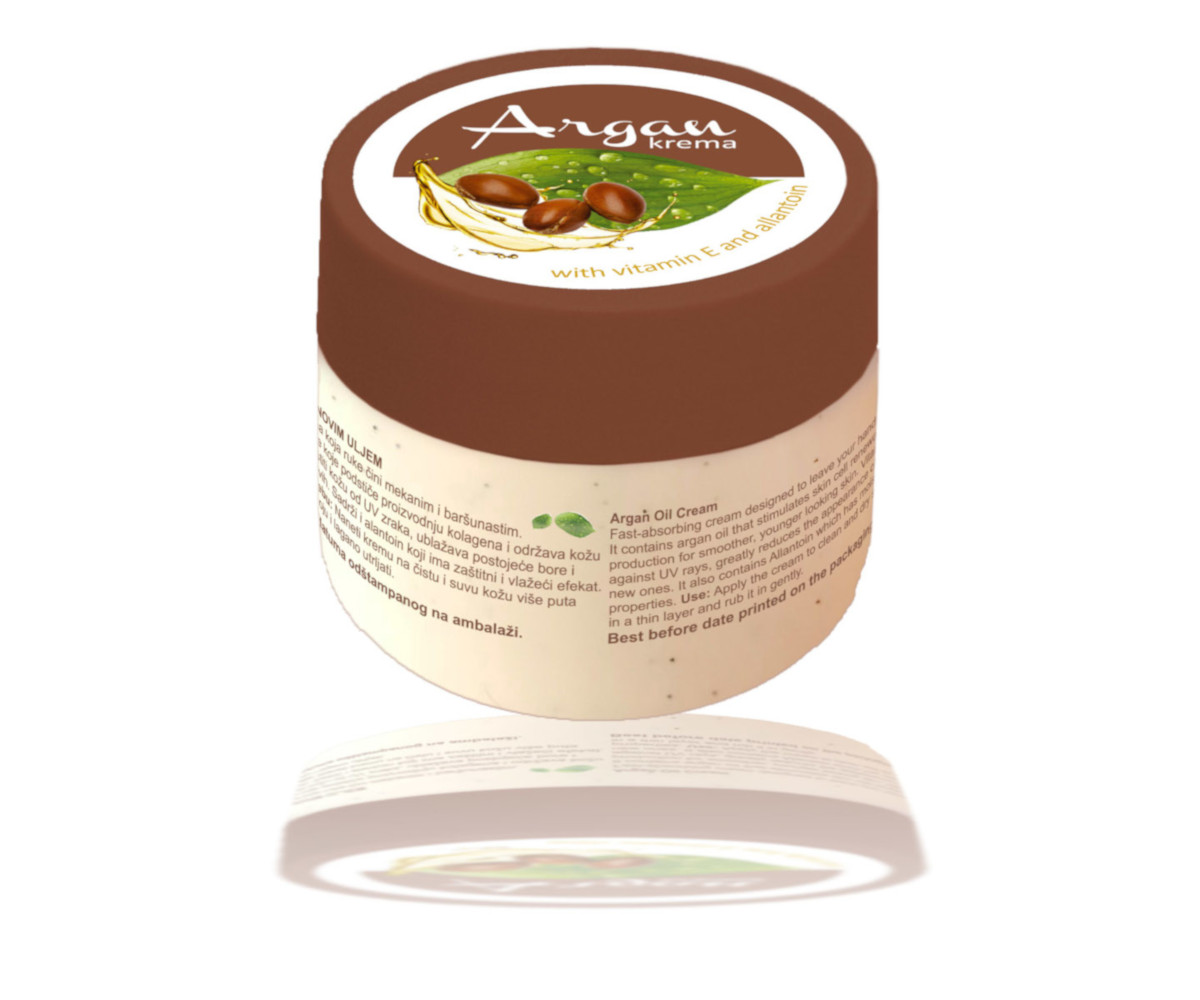 Argan
krema
with vitamin E and allantoin
NOVIM ULJEM
koja ruke čini mekanim i baršunastim.
koje podstiče proizvodnju kolagena i održava kožu
kožu od UV zraka, ublažava postojeće bore i
Sadrži i alantoin koji ima zaštitni i vlažeći efekat.
Naneti kremu na čistu i suvu kožu više puta
i lagano utrljati.
odštampanog na ambalaži.
Argan Oil Cream
Fast-absorbing cream designed to leave your
It contains argan oil that stimulates skin cell
production for smoother, younger looking skin.
against UV rays, greatly reduces the appearance
new ones. It also contains Allantoin which has
properties. Use: Apply the cream to clean and dry
in a thin layer and rub it in gently.
Best before date printed on the packaging